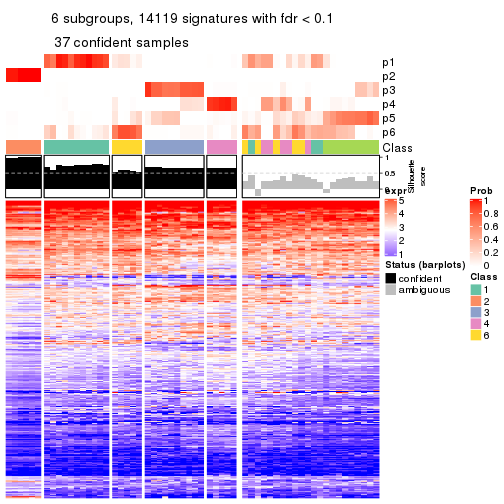 6 subgroups, 14119 signatures with fdr < 0.1
37 confident samples
p1
p2
p3
p4
p5
p6
Class
1
0.5
0
Silhouette
score
expr
5
4
3
2
1
Status (barplots)
confident
ambiguous
Prob
1
0.8
0.6
0.4
0.2
0
Class
1
2
3
4
6